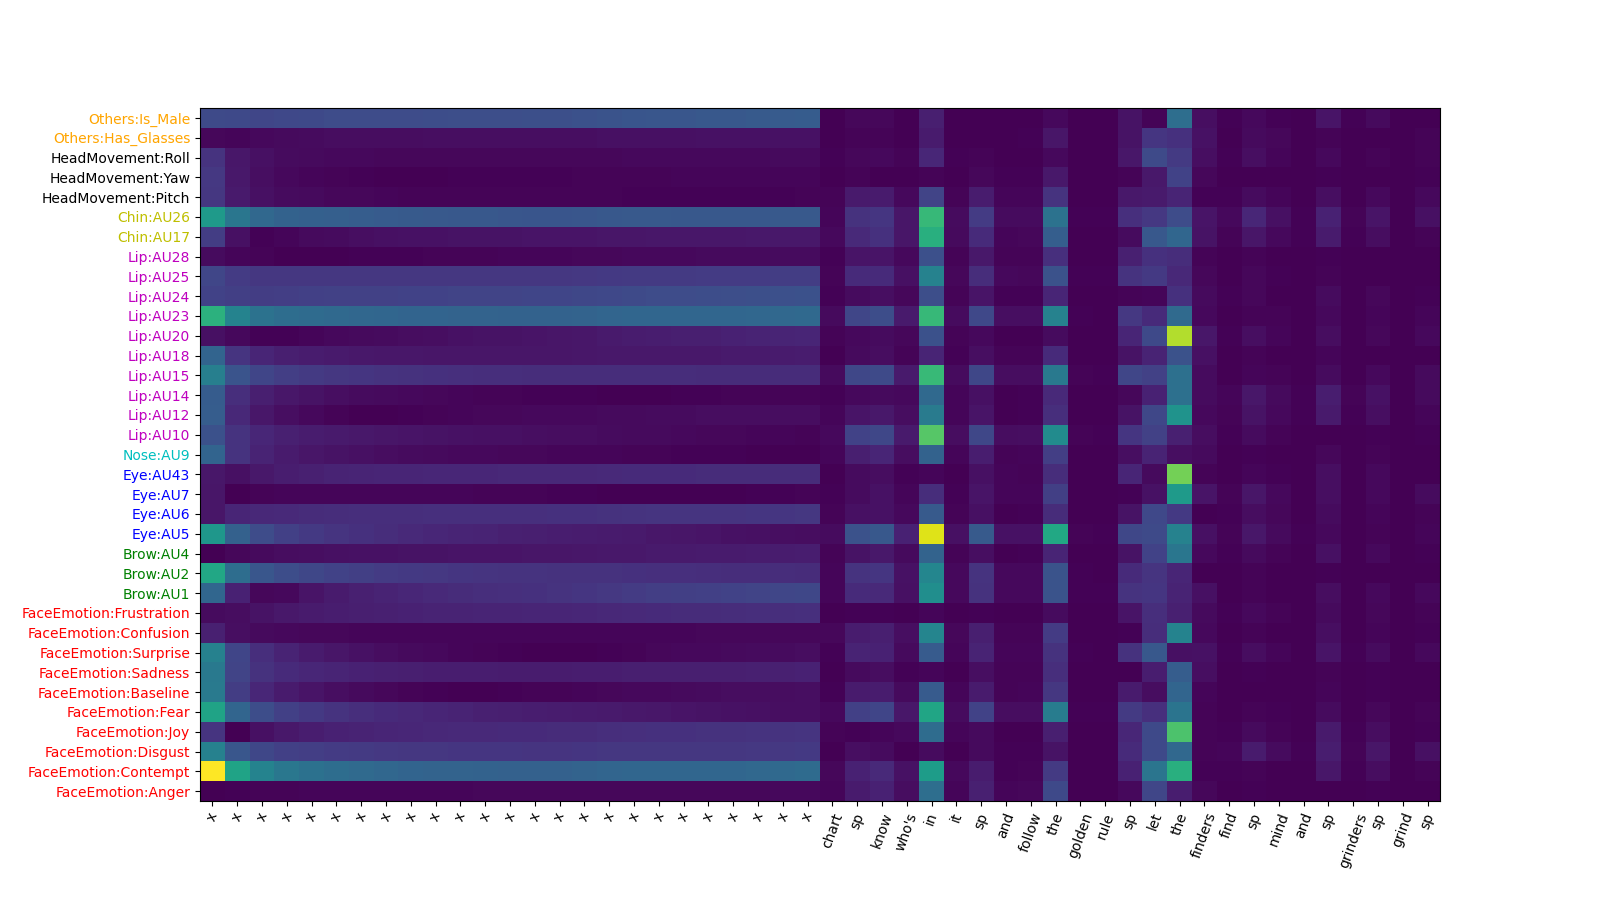 Others:Is_Male
Others:Has_Glasses
HeadMovement:Roll
HeadMovement:Yaw
HeadMovement:Pitch
Chin:AU26
Chin:AU17
Lip:AU28
Lip:AU25
Lip:AU24
Lip:AU23
Lip:AU20
Lip:AU18
Lip:AU15
Lip:AU14
Lip:AU12
Lip:AU10
Nose:AU9
Eye:AU43
Eye:AU7
Eye:AU6
Eye:AU5
Brow:AU4
Brow:AU2
Brow:AU1
FaceEmotion:Frustration
FaceEmotion:Confusion
FaceEmotion:Surprise
FaceEmotion:Sadness
FaceEmotion:Baseline
FaceEmotion:Fear
FaceEmotion:Joy
FaceEmotion:Disgust
FaceEmotion:Contempt
FaceEmotion:Anger
x x x x x x x x x x x x x x x x x x x x x x x x x chart sp know who's in it sp and follow the golden rule sp let the finders find sp mind and sp grinders sp grind sp